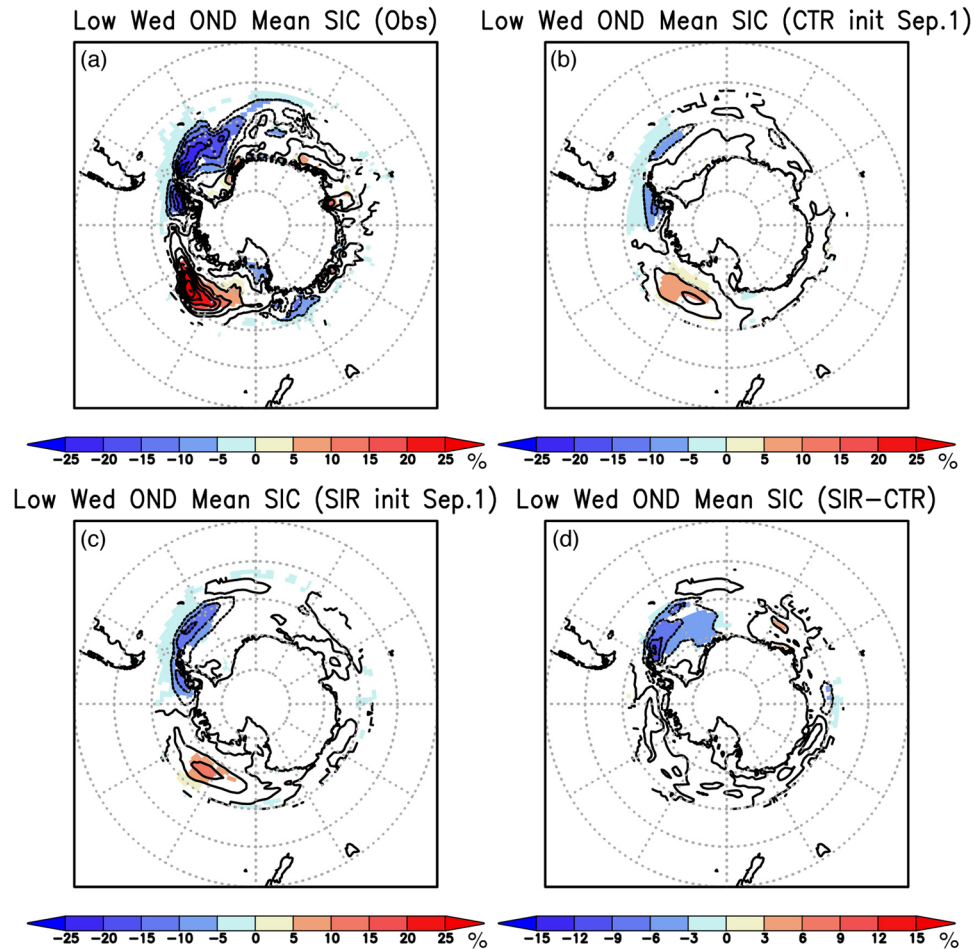 Low Wed OND Mean SIC (Obs)
Low Wed OND Mean SIC (CTR init Sep.1)
(a)
(b)
-25 -20 -15 -10 -5 0 5 10 15 20 25 %
-25 -20 -15 -10 -5 0 5 10 15 20 25 %
Low Wed OND Mean SIC (SIR init Sep.1)
Low Wed OND Mean SIC (SIR-CTR)
(c)
(d)
-25 -20 -15 -10 -5 0 5 10 15 20 25 %
-15 -12 -9 -6 -3 0 3 6 9 12 15 %